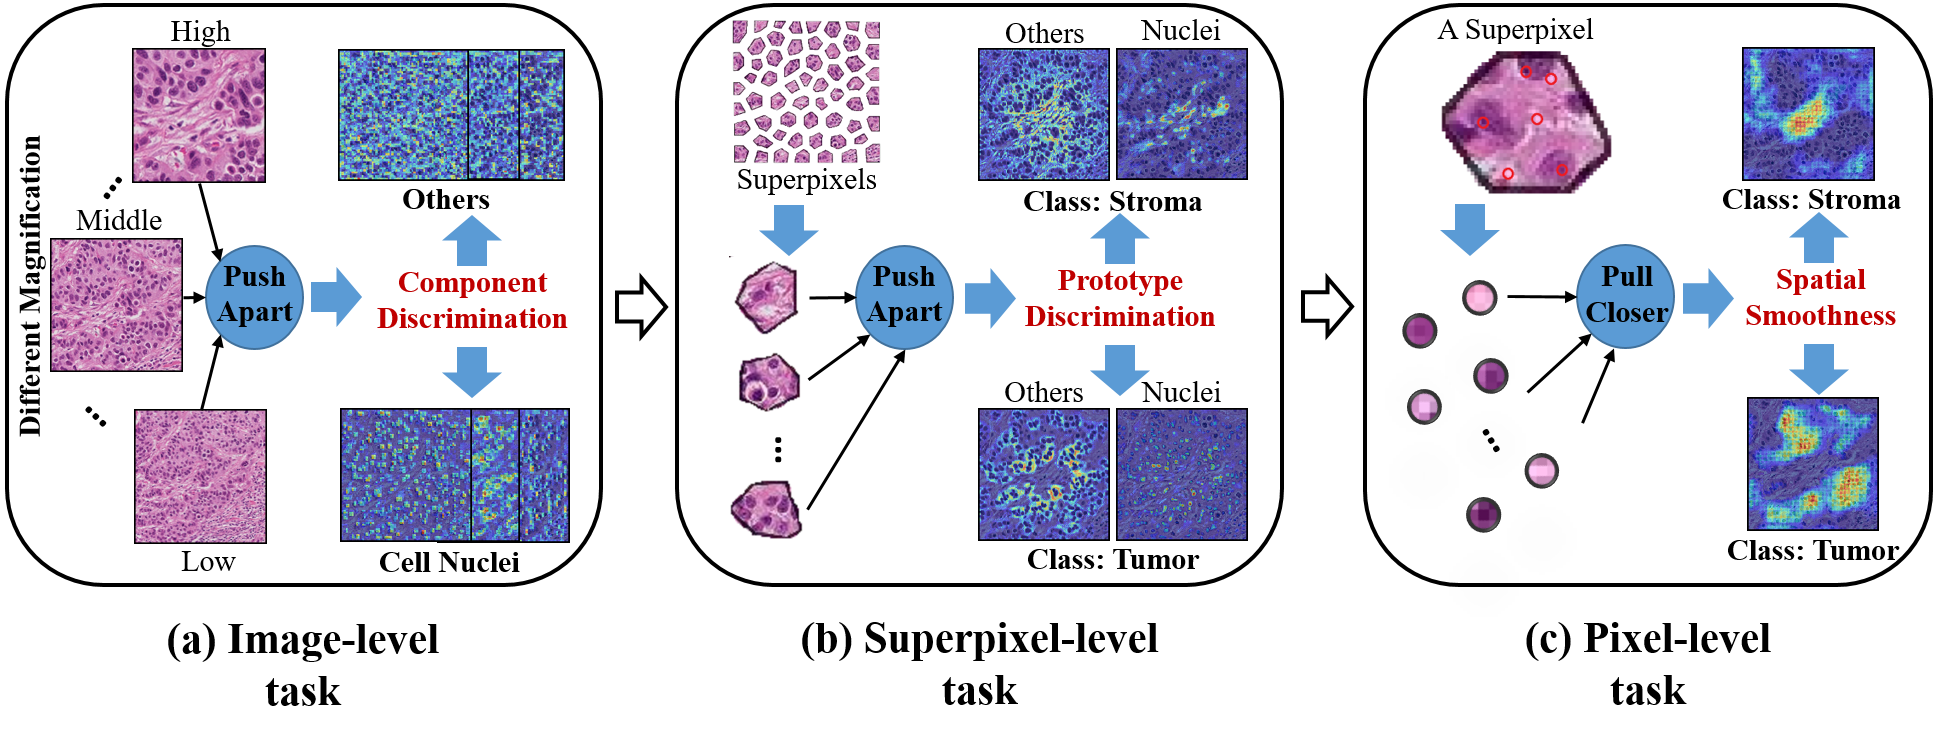 Different Magnification
High
Middle
Low
Push
Apart
Others
Component
Discrimination
Cell Nuclei
(a) Image-level
task
Superpixels
Push
Apart
Others
Nuclei
Class: Stroma
Prototype
Discrimination
Others
Nuclei
Class: Tumor
(b) Superpixel-level
task
A Superpixel
Pull
Closer
Class: Stroma
Spatial
Smoothness
Class: Tumor
(c) Pixel-level
task